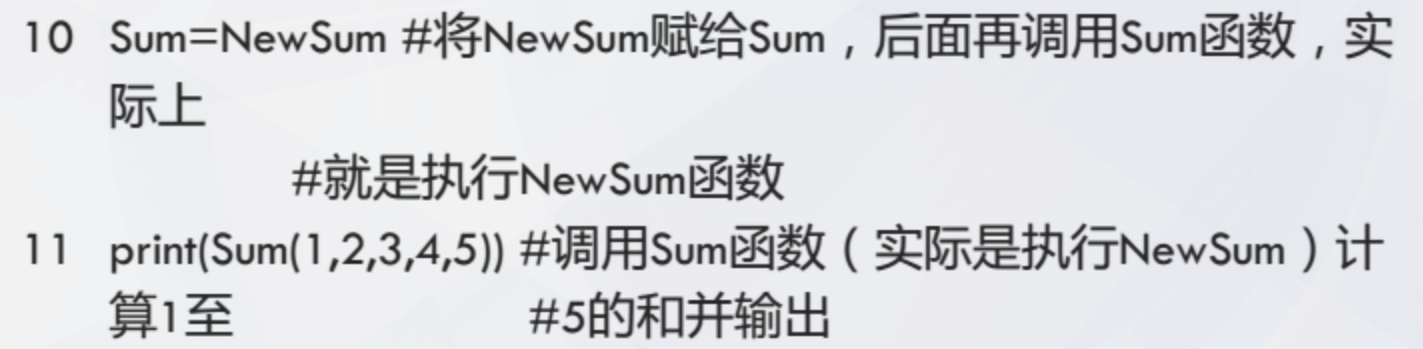 10 Sum=NewSum #将NewSum赋给Sum，后面再调用Sum函数，实
际上
#就是执行NewSum函数
11 print(Sum(1,2,3,4,5)) #调用Sum函数（实际是执行NewSum）计
算1至 #5的和并输出